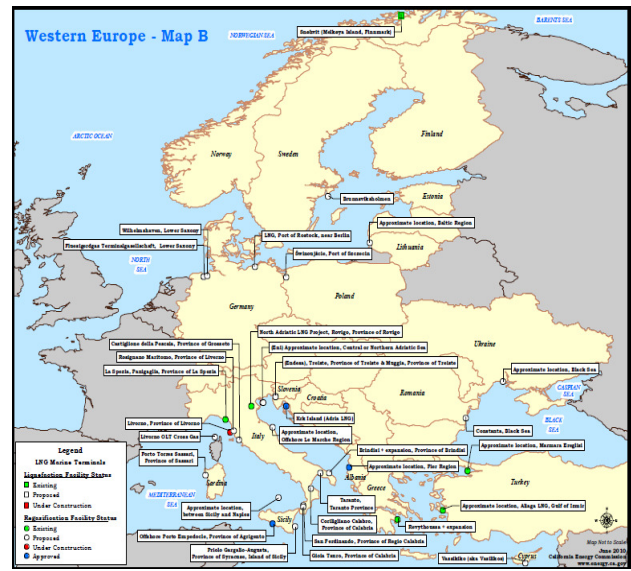 Western Europe - Map B
BARENTS SEA
NORWEGIAN SEA
Snohvit (Melkoya Island, Finnmark)
ARCTIC OCEAN
Norway
Sweden
Finland
Brunnsviksholmen
Estonia
Approximate location, Baltic Region
Wilhelmshaven, Lower Saxony
LNG, Port of Rostock, near Berlin
Lithuania
Terminalgesellschaft, Lower Saxony
Swinoujscie, Port of Szczecin
NORTH
SEA
Germany
Poland
North Adriatic LNG Project, Rovigo, Province of Rovigo
Ukraine
Castiglione della Pescaia, Province of Grosseto
(Eni) Approximate location, Central or Northern Adriatic Sea
Rosignano Marittimo, Province of Livorno
(Endesa), Trieste, Province of Trieste & Muggia, Province of Trieste
La Spezia, Panigaglia, Province of La Spezia
Approximate location, Black Sea
Slovenia
Croatia
Romania
CASPIAN
SEA
Krk Island (Adria LNG)
Livorno, Province of Livorno
Italy
Approximate location,
Offshore Le Marche Region
Constanta, Black Sea
BLACK
SEA
Livorno OLT Cross Gas
Approximate location, Marmara Ereglisi
Brindisi + expansion, Province of Brindisi
Porto Torres Sassari,
Province of Sassari
Albania
Approximate location, Fier Region
Legend
LNG Marine Terminals
Liquefaction Facility Status
Existing
Proposed
Under Construction
Regasification Facility Status
Existing
Proposed
Under Construction
Approved
Sardinia
Greece
Turkey
MEDITERRANEAN
SEA
Approximate location,
between Sicily and Region
Taranto,
Taranto Province
Approximate location, Aliaga LNG, Gulf of Izmir
Corligliano Calabro,
Province of Calabria
Sicily
Revythousa + expansion
Offshore Porto Empedocle, Province of Agrigento
San Ferdinando, Province of Regio Calabria
Priolo Gargallo-Augusta,
Province of Syracuse, Island of Sicily
Gioia Tauro, Province of Calabria
Vassiliko (aka Vasilikos)
Cyprus
Map Not to Scale
June 2010
California Energy Commission
www.energy.ca.gov